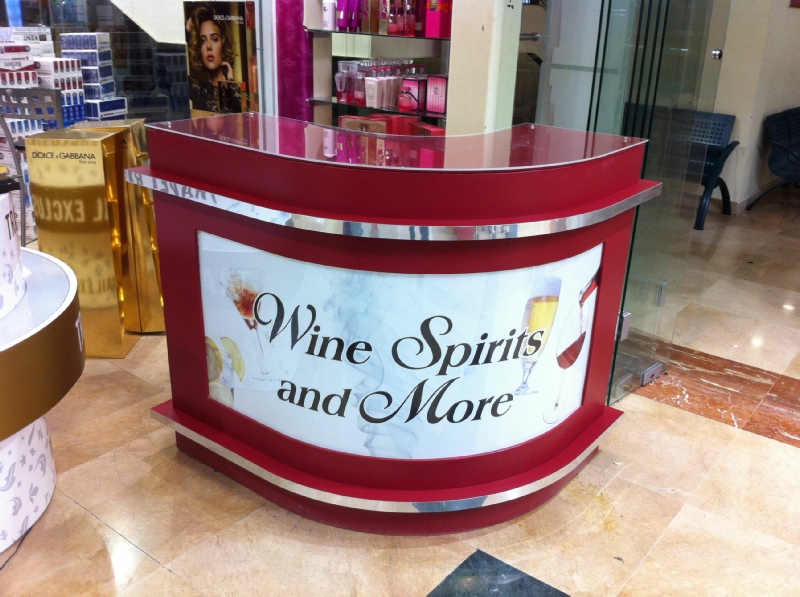 DOLCE & GABBANA
DOLCE & GABBANA
Wine Spirits
and More